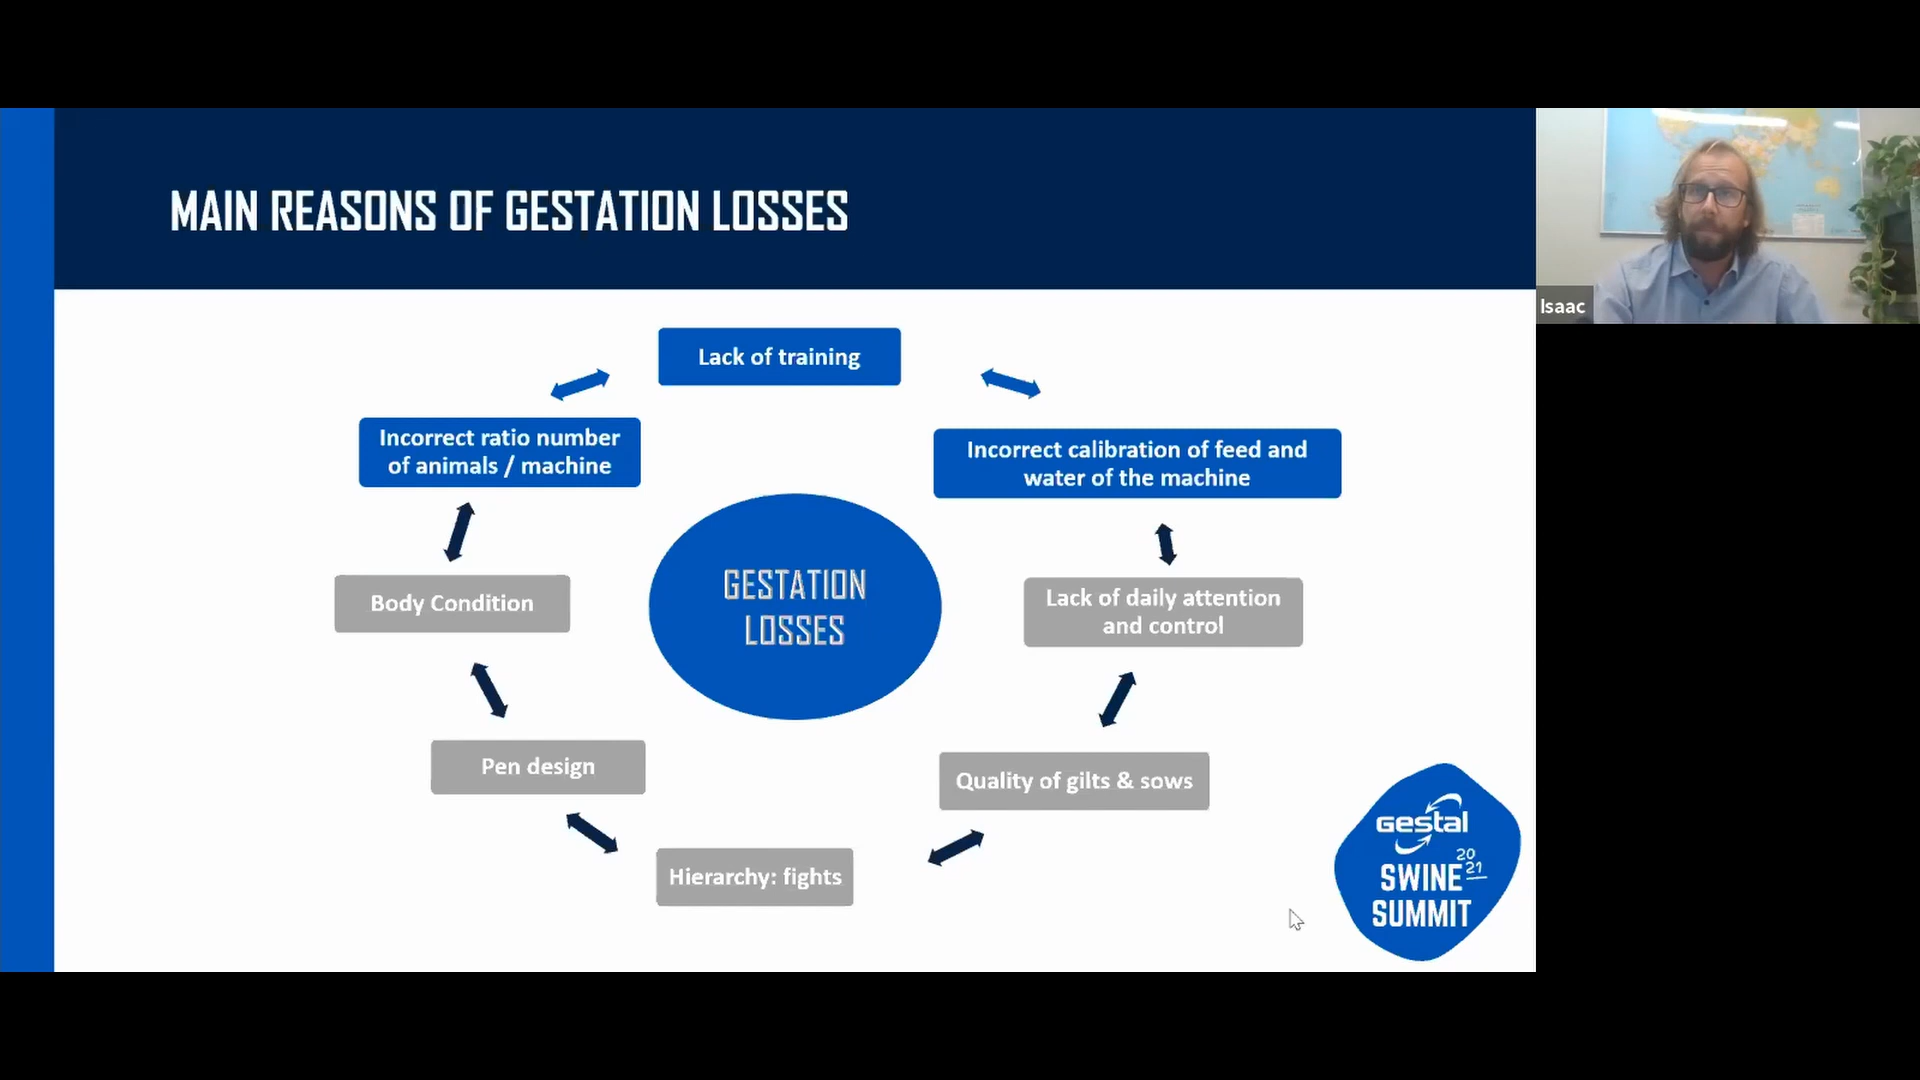 MAIN REASONS OF GESTATION LOSSES
Isaac
Lack of training
Incorrect ratio number
of animals / machine
Incorrect calibration of feed and
water of the machine
GESTATION
LOSSES
Body Condition
Lack of daily attention
and control
Pen design
Quality of gilts & sows
Hierarchy: fights
Gestal
20
21
SWINE
SUMMIT